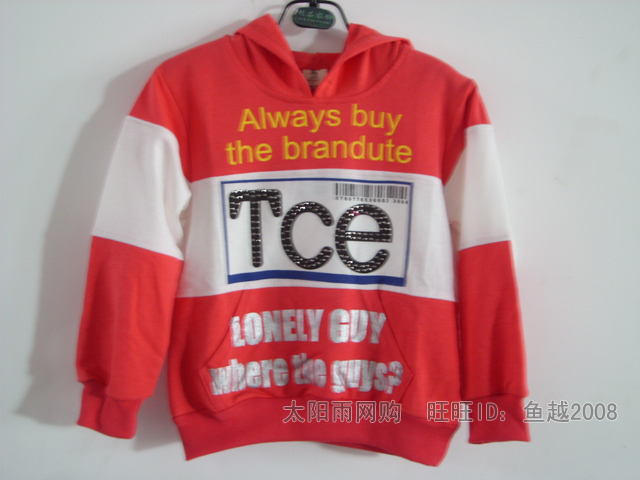 Always buy
the brandute
Tce
LONELY GUY
where the guys?
太阳雨网购 旺旺ID：鱼越2008